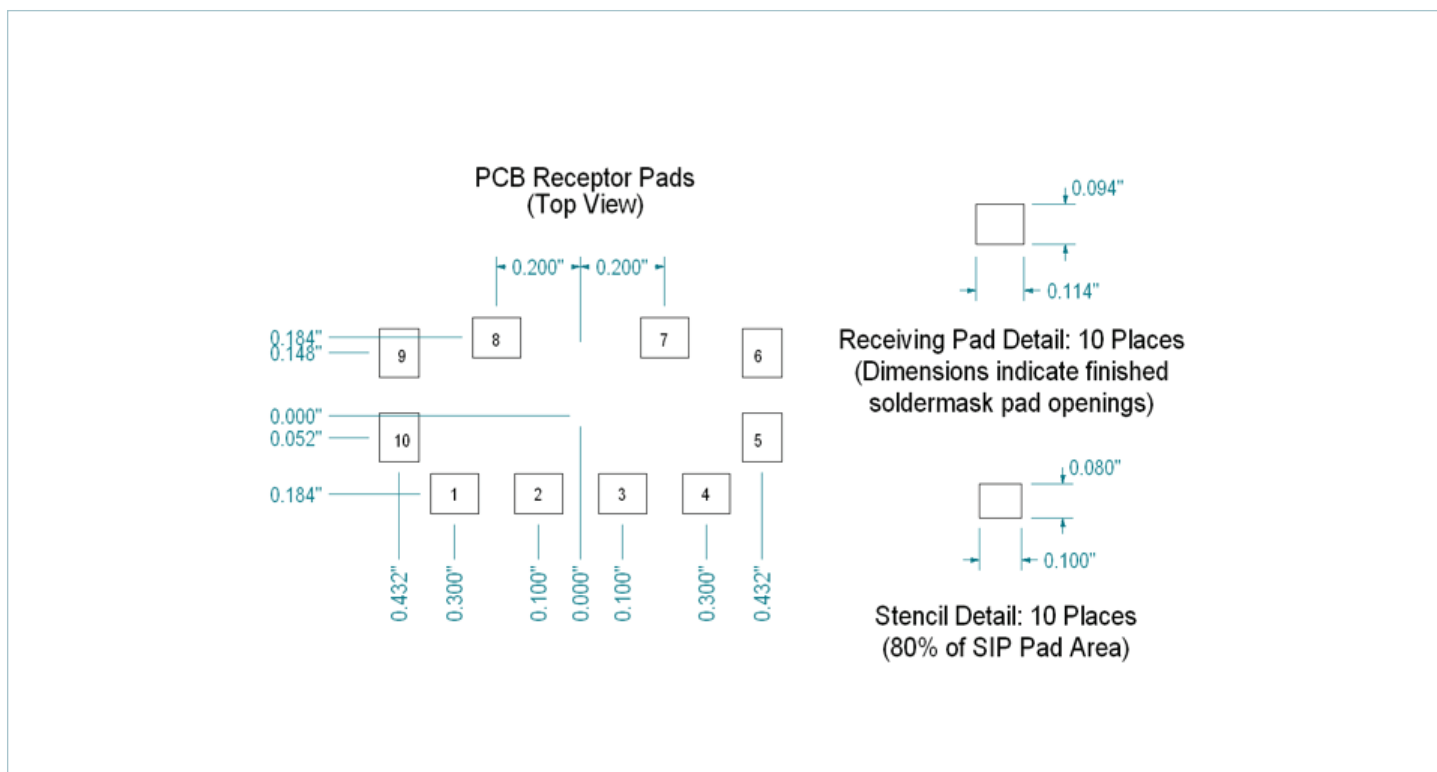 PCB Receptor Pads
(Top View)
0.200" 0.200"
0.184"
0.148"
0.000"
0.052"
0.184"
8 7
9 6
10 5
1 2 3 4
0.432" 0.300" 0.100" 0.000" 0.100" 0.300" 0.432"
0.094"
0.114"
Receiving Pad Detail: 10 Places
(Dimensions indicate finished
soldermask pad openings)
0.080"
0.100"
Stencil Detail: 10 Places
(80% of SIP Pad Area)